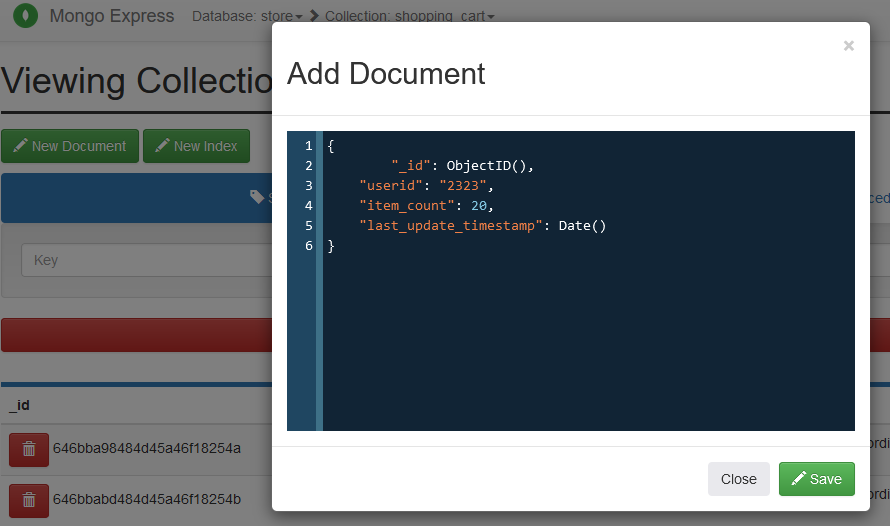 Mongo Express Database: store Collection: shopping_cart
×
Add Document
Viewing Collectio
New Document New Index
1 {
2 "_id": ObjectID(),
3 "userid": "2323",
4 "item_count": 20,
5 "last_update_timestamp": Date()
6 }
Key
_id
646bba98484d45a46f18254a
646bbabd484d45a46f18254b
Close Save